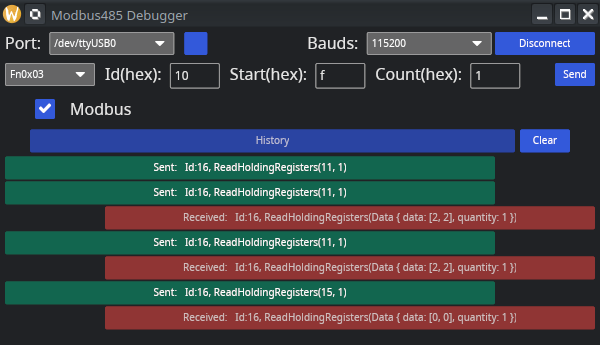 Modbus485 Debugger
Port: /dev/ttyUSB0 Bauds: 115200 Disconnect
Fn0x03 Id(hex): 10 Start(hex): f Count(hex): 1 Send
Modbus
History Clear
Sent: Id:16, ReadHoldingRegisters(11, 1)
Sent: Id:16, ReadHoldingRegisters(11, 1)
Received: Id:16, ReadHoldingRegisters(Data { data: [2, 2], quantity: 1 })
Sent: Id:16, ReadHoldingRegisters(11, 1)
Received: Id:16, ReadHoldingRegisters(Data { data: [2, 2], quantity: 1 })
Sent: Id:16, ReadHoldingRegisters(15, 1)
Received: Id:16, ReadHoldingRegisters(Data { data: [0, 0], quantity: 1 })